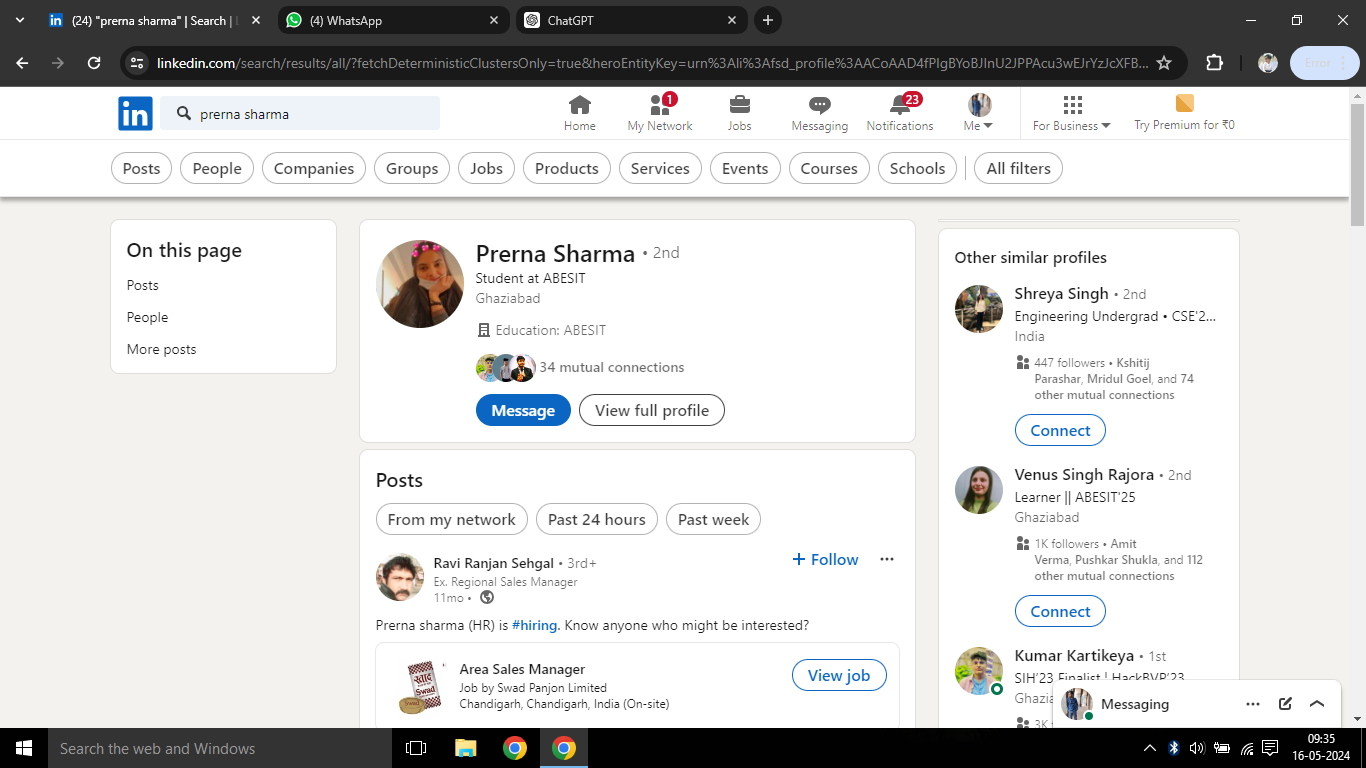 (24) "prerna sharma" | Search |
(4) WhatsApp
ChatGPT
linkedin.com/search/results/all/?fetchDeterministicClustersOnly=true&heroEntityKey=urn%3Ali%3Afsd_profile%3AACoAAD4fPIgBYoBJInU2JPPAcu3wEJrYzJcXFB...
Error
in
prerna sharma
1
23
Home
My Network
Jobs
Messaging
Notifications
Me
For Business
Try Premium for ₹0
Posts
People
Companies
Groups
Jobs
Products
Services
Events
Courses
Schools
All filters
On this page
Posts
People
More posts
Prerna Sharma • 2nd
Student at ABESIT
Ghaziabad
Education: ABESIT
34 mutual connections
Message
View full profile
Posts
From my network
Past 24 hours
Past week
Ravi Ranjan Sehgal • 3rd+
Ex. Regional Sales Manager
11mo •
+ Follow
Prerna sharma (HR) is #hiring. Know anyone who might be interested?
Swad
Area Sales Manager
Job by Swad Panjon Limited
Chandigarh, Chandigarh, India (On-site)
View job
Other similar profiles
Shreya Singh • 2nd
Engineering Undergrad • CSE'2...
India
447 followers • Kshitij
Parashar, Mridul Goel, and 74
other mutual connections
Connect
Venus Singh Rajora • 2nd
Learner || ABESIT'25
Ghaziabad
1K followers • Amit
Verma, Pushkar Shukla, and 112
other mutual connections
Connect
Kumar Kartikeya • 1st
SIH'23 Finalist | HackBVP'23
Messaging
Search the web and Windows
09:35
16-05-2024